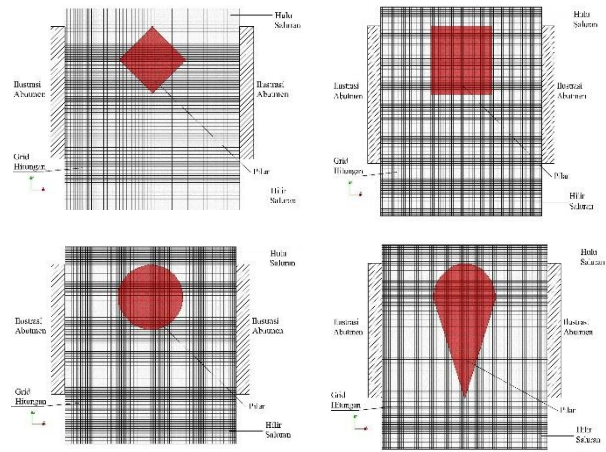 Hulu
Saluran
Ilustrasi
Abutmen
Ilustrasi
Abutmen
Grid
Hitungan
Pilar
Hilir
Saluran
Hulu
Saluran
Ilustrasi
Abutmen
Ilustrasi
Abutmen
Grid
Hitungan
Pilar
Hilir
Saluran
Hulu
Saluran
Ilustrasi
Abutmen
Ilustrasi
Abutmen
Grid
Hitungan
Pilar
Hilir
Saluran
Hulu
Saluran
Ilustrasi
Abutmen
Ilustrasi
Abutmen
Grid
Hitungan
Pilar
Hilir
Saluran